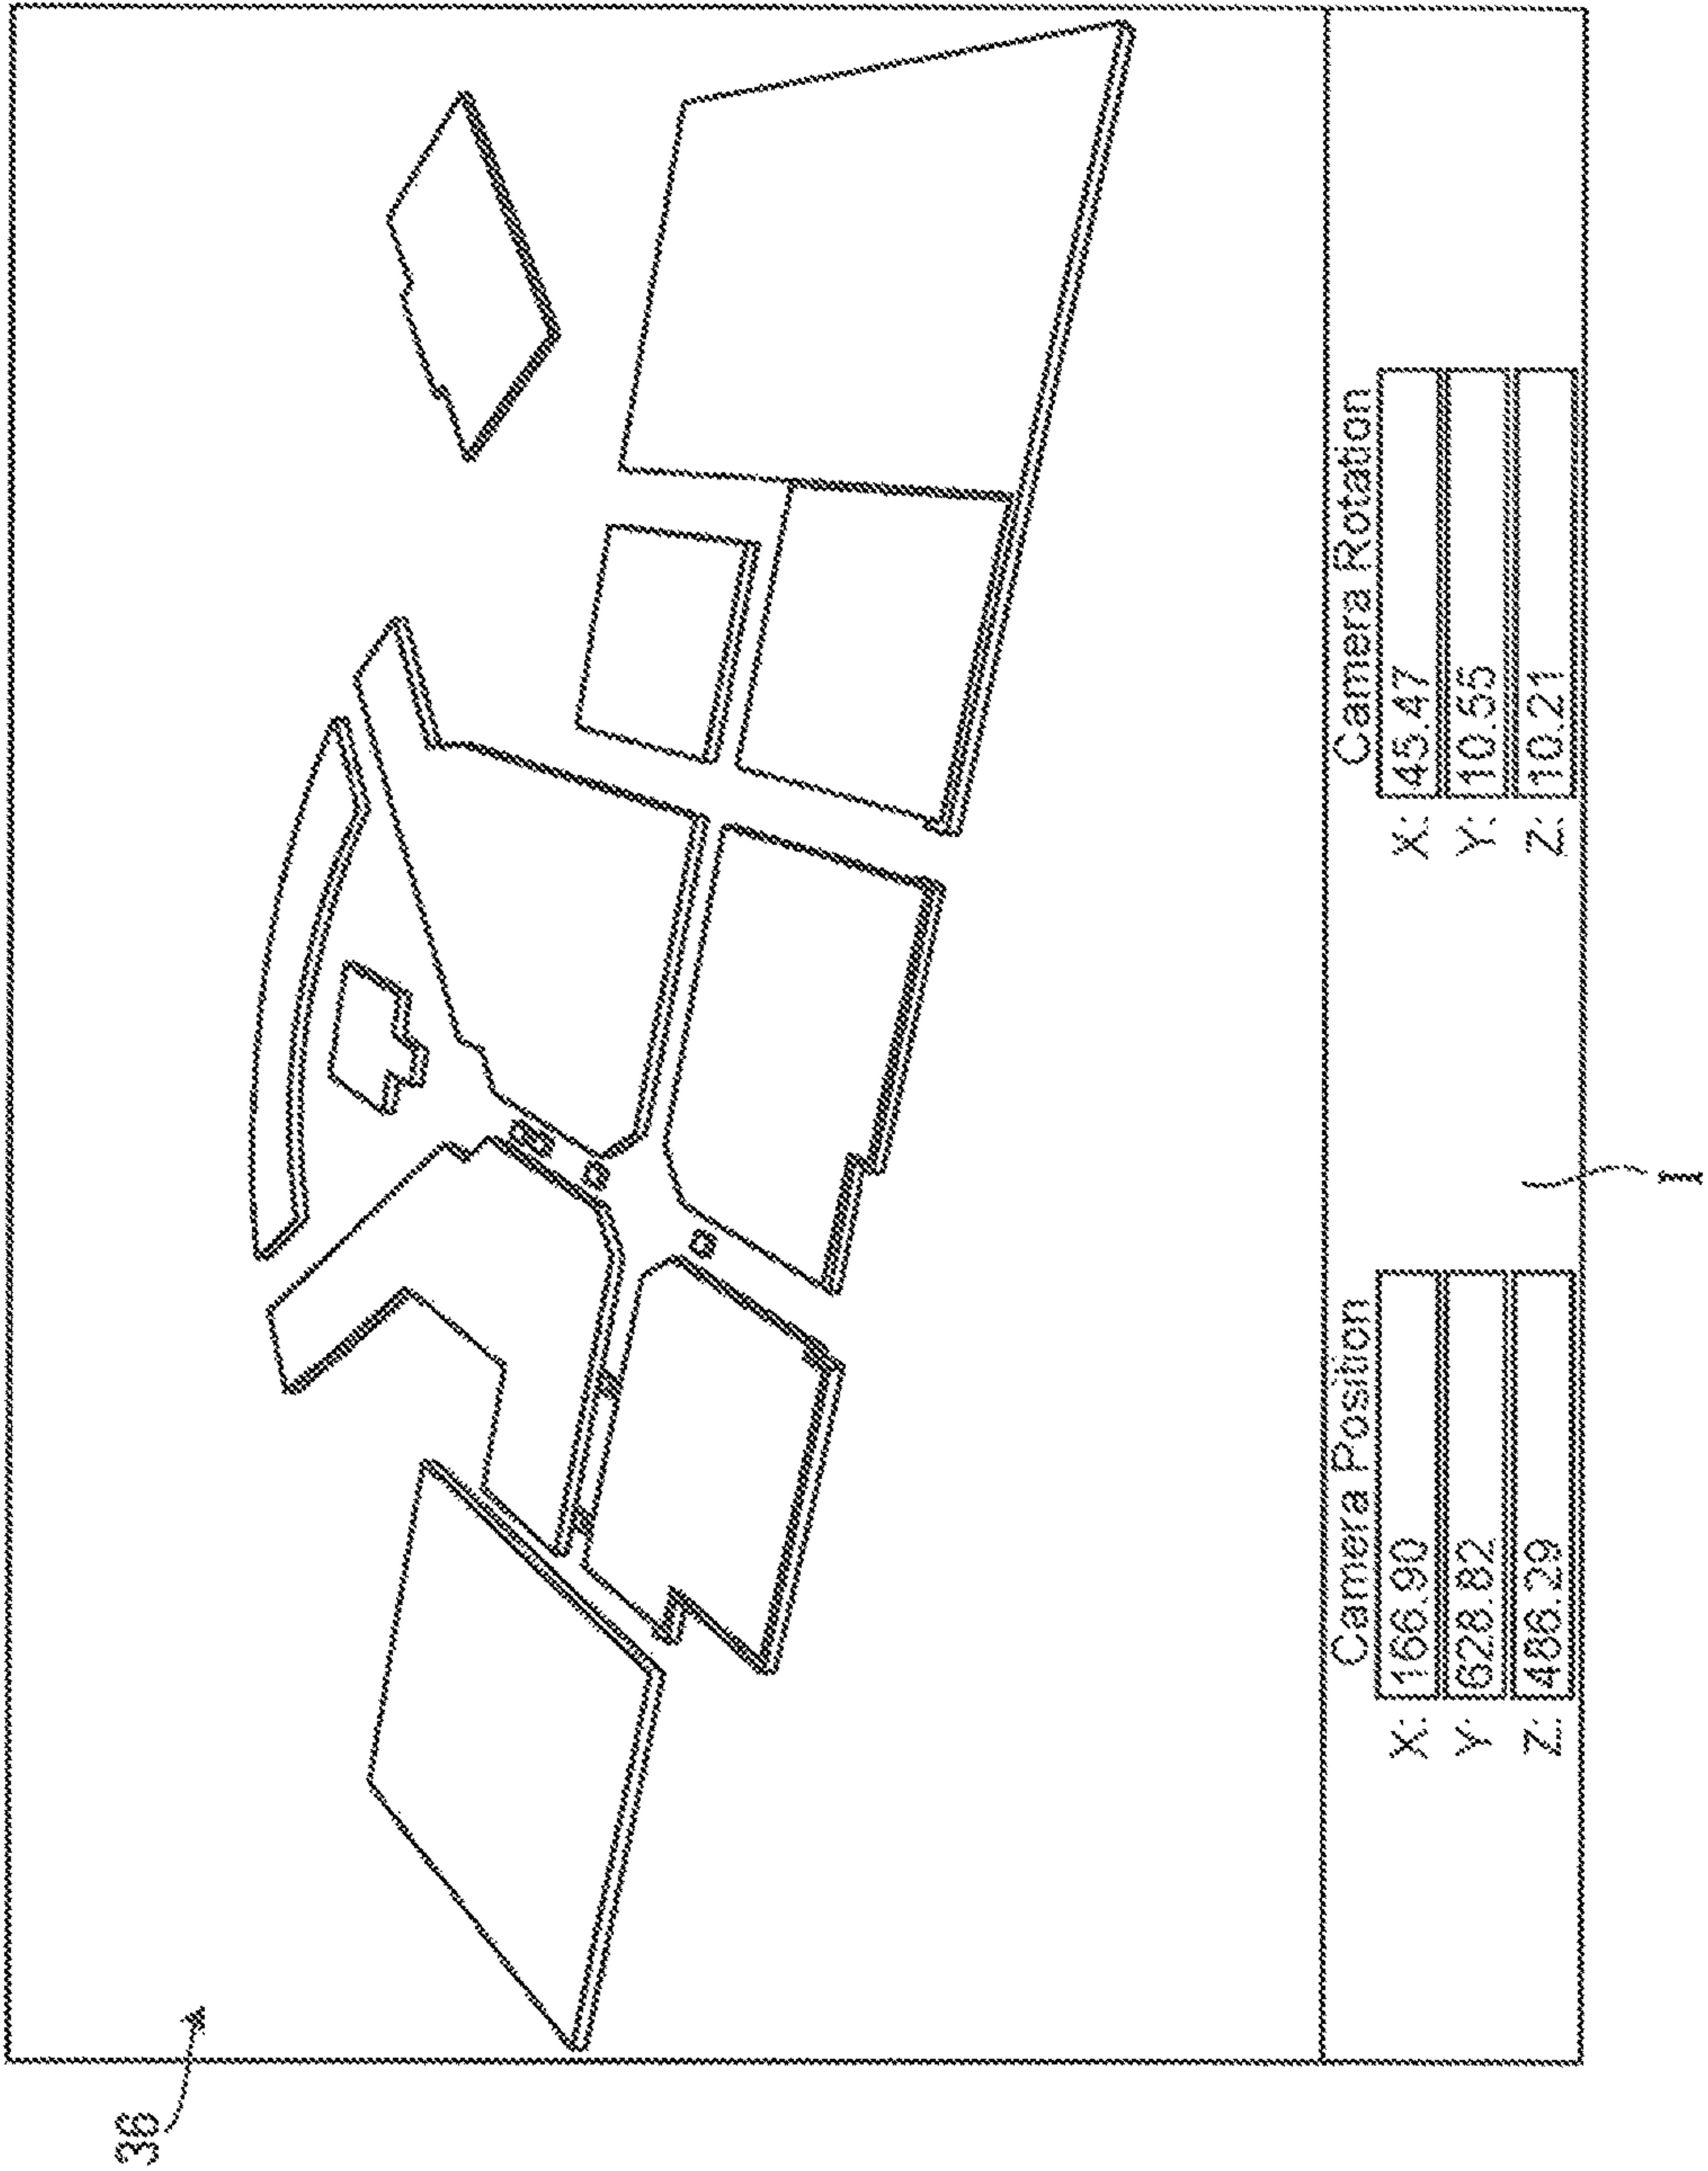 36
Camera Position
X: 166.90
Y: 628.82
Z: 486.29
Camera Rotation
X: 45.47
Y: 10.55
Z: 10.21
1